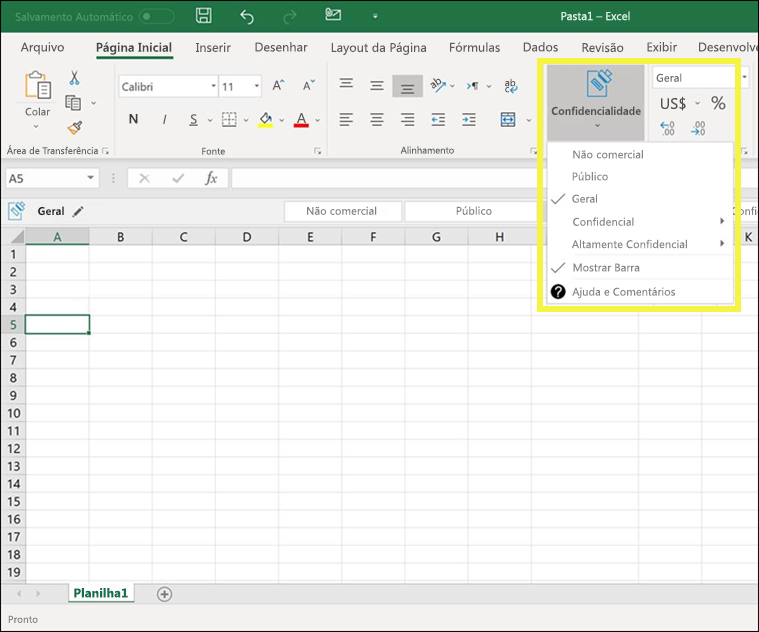 Salvamento Automático
Pasta1 – Excel
Arquivo Página Inicial Inserir Desenhar Layout da Página Fórmulas Dados Revisão Exibir
Colar
Calibri 11 A A
N I S A
ab
Confidencialidade
Geral
US$ %
Área de Transferência Fonte Alinhamento
Não comercial
Público
Geral
Confidencial
Altamente Confidencial
Mostrar Barra
? Ajuda e Comentários
A5 fx
Geral Não comercial Público
A B C D E F G H K
1
2
3
4
5
6
7
8
9
10
11
12
13
14
15
16
17
18
19
Planilha1
Pronto